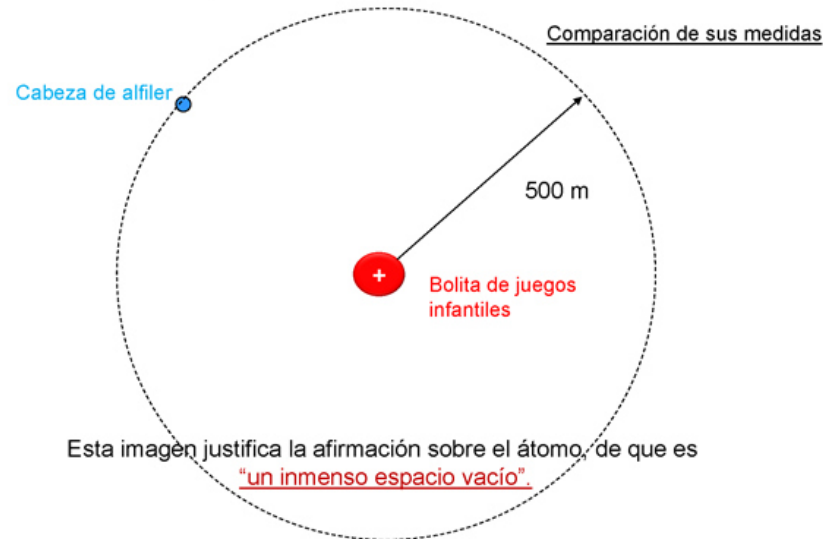 Comparación de sus medidas
Cabeza de alfiler
500 m
+
Bolita de juegos
infantiles
Esta imagen justifica la afirmación sobre el átomo, de que es
“un inmenso espacio vacío”.